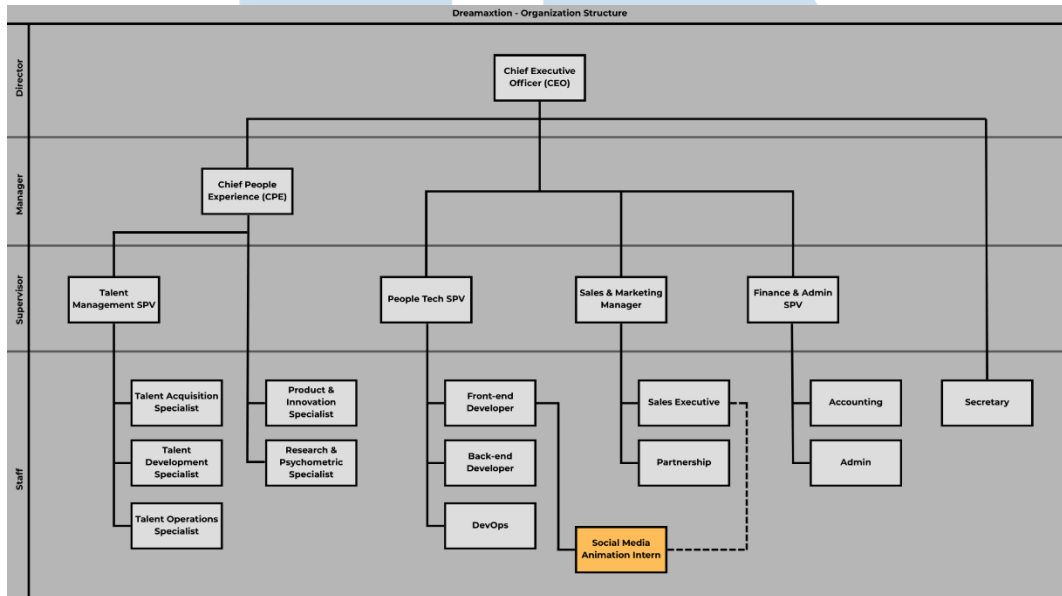 Dreamaxtion - Organization Structure
Director
Chief Executive
Officer (CEO)
Manager
Chief People
Experience (CPE)
Supervisor
Talent
Management SPV
People Tech SPV
Sales & Marketing
Manager
Finance & Admin
SPV
Staff
Talent Acquisition
Specialist
Product &
Innovation
Specialist
Front-end
Developer
Sales Executive
Accounting
Secretary
Talent
Development
Specialist
Research &
Psychometric
Specialist
Back-end
Developer
Partnership
Admin
Talent Operations
Specialist
DevOps
Social Media
Animation Intern